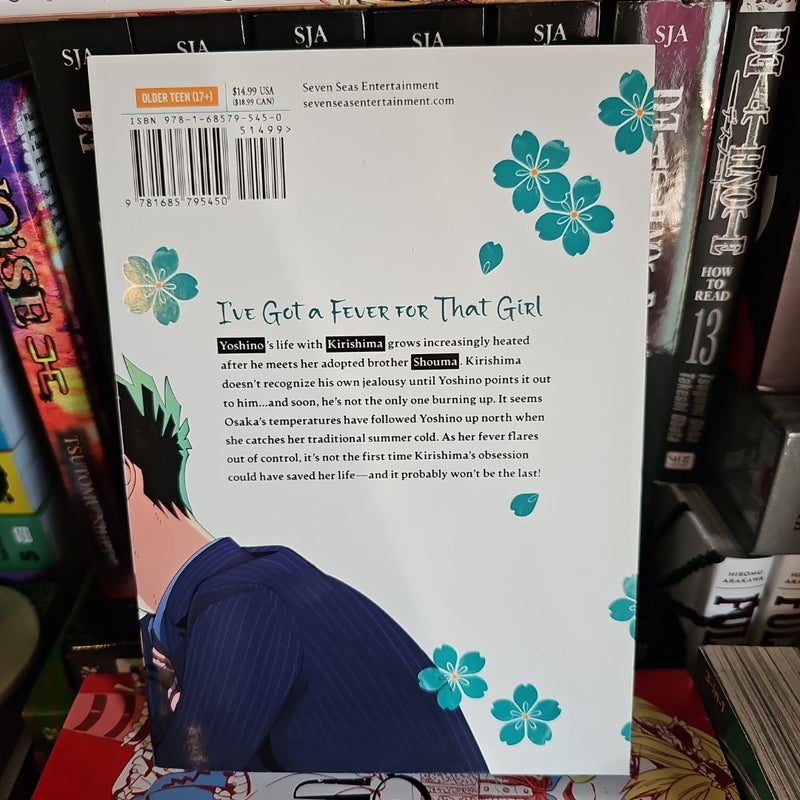 SJA
SJA
SJA
SJA
SJA
SJA
OLDER TEEN (17+)
$14.99 USA
($18.99 CAN)
Seven Seas Entertainment
sevenseasentertainment.com
ISBN 978-1-68579-545-0
51499>
9 781685 795450
I've Got a Fever for That Girl
Yoshino's life with Kirishima grows increasingly heated
after he meets her adopted brother Shouma. Kirishima
doesn't recognize his own jealousy until Yoshino points it out
to him...and soon, he's not the only one burning up. It seems
Osaka's temperatures have followed Yoshino up north when
she catches her traditional summer cold. As her fever flares
out of control, it's not the first time Kirishima's obsession
could have saved her life—and it probably won't be the last!
DEATH NOTE
HOW
TO
READ
13
HIROMU
ARAKAWA